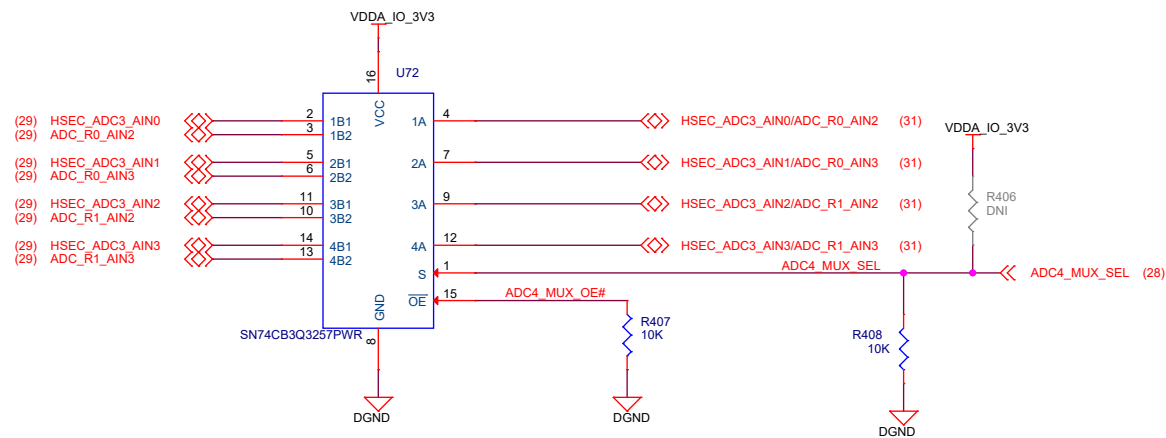 VDDA_IO_3V3
16
U72
VCC
(29) HSEC_ADC3_AIN0 2 1B1 1A 4 HSEC_ADC3_AIN0/ADC_R0_AIN2 (31)
(29) ADC_R0_AIN2 3 1B2
VDDA_IO_3V3
(29) HSEC_ADC3_AIN1 5 2B1 2A 7 HSEC_ADC3_AIN1/ADC_R0_AIN3 (31)
(29) ADC_R0_AIN3 6 2B2
R406
DNI
(29) HSEC_ADC3_AIN2 11 3B1 3A 9 HSEC_ADC3_AIN2/ADC_R1_AIN2 (31)
(29) ADC_R1_AIN2 10 3B2
(29) HSEC_ADC3_AIN3 14 4B1 4A 12 HSEC_ADC3_AIN3/ADC_R1_AIN3 (31)
(29) ADC_R1_AIN3 13 4B2
S 1 ADC4_MUX_SEL ADC4_MUX_SEL (28)
OE 15 ADC4_MUX_OE#
GND
R407
10K
R408
10K
SN74CB3Q3257PWR
8
DGND
DGND
DGND